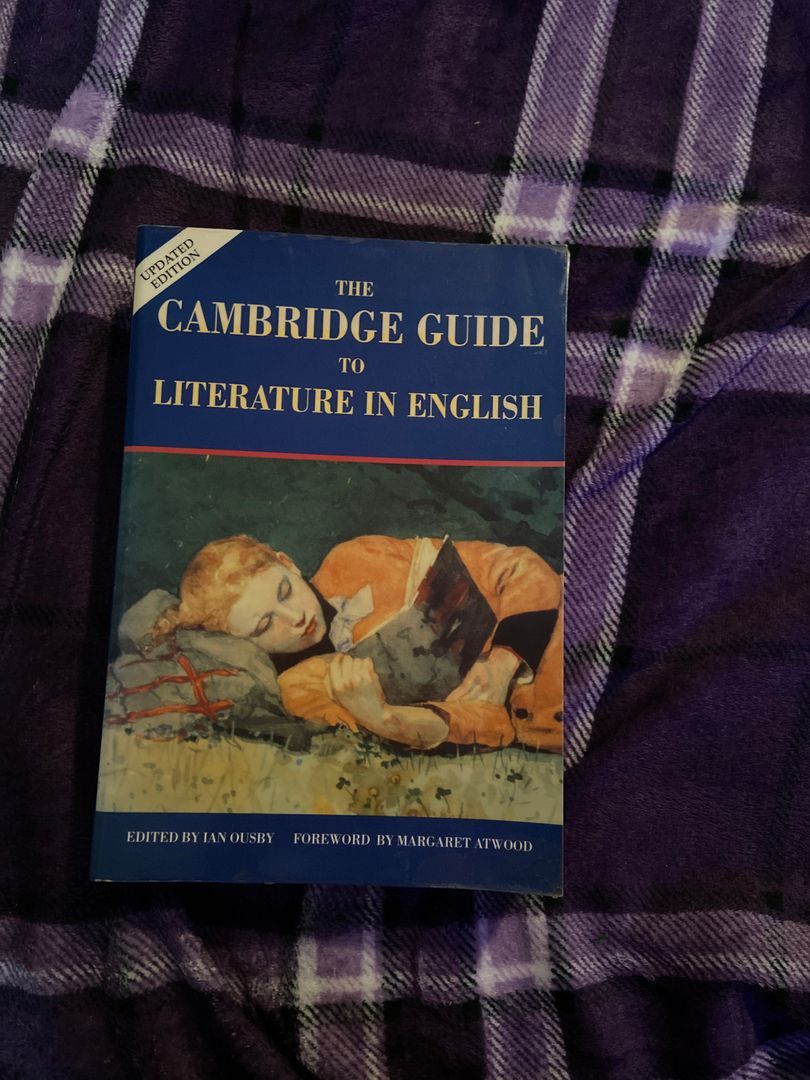 UPDATED
EDITION
THE
CAMBRIDGE GUIDE
TO
LITERATURE IN ENGLISH
EDITED BY IAN OUSBY FOREWORD BY MARGARET ATWOOD